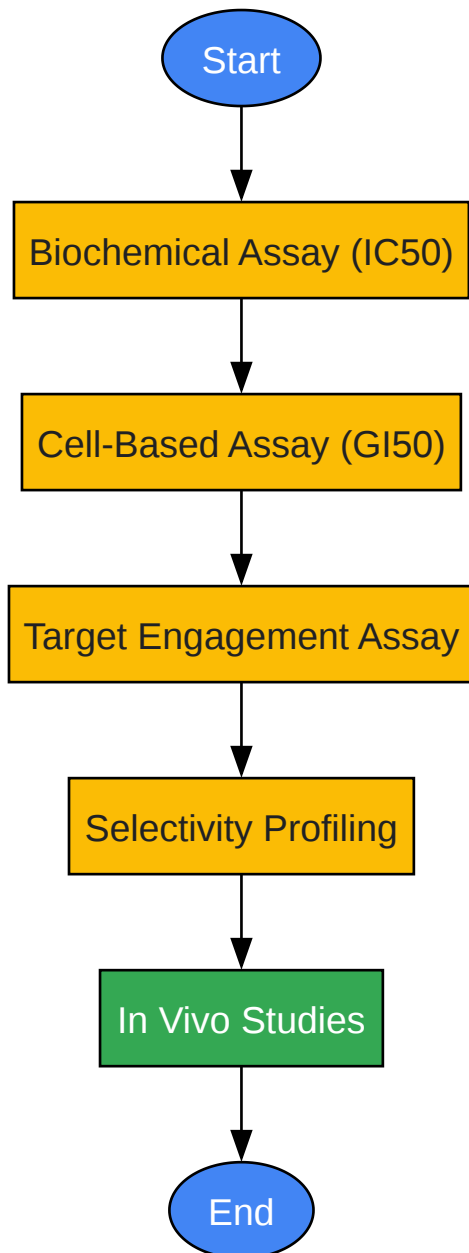 Start
Biochemical Assay (IC50)
Cell-Based Assay (GI50)
Target Engagement Assay
Selectivity Profiling
In Vivo Studies
End